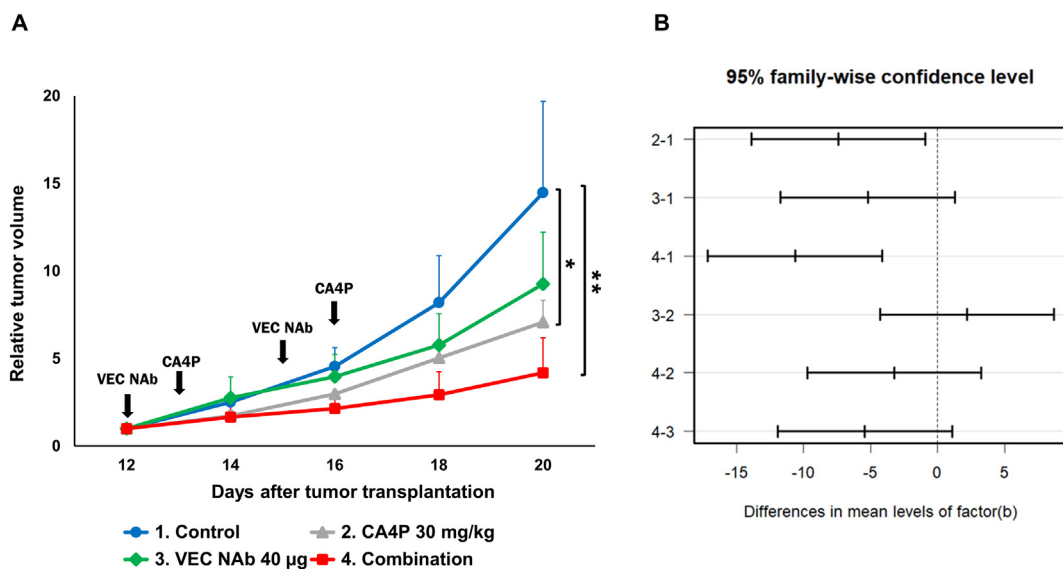 A
B
95% family-wise confidence level
Relative tumor volume
20
15
10
5
0
VEC NAb
CA4P
VEC NAb
CA4P
*
**
12 14 16 18 20
Days after tumor transplantation
1. Control 2. CA4P 30 mg/kg
3. VEC NAb 40 µg 4. Combination
2-1
3-1
4-1
3-2
4-2
4-3
-15 -10 -5 0 5
Differences in mean levels of factor(b)